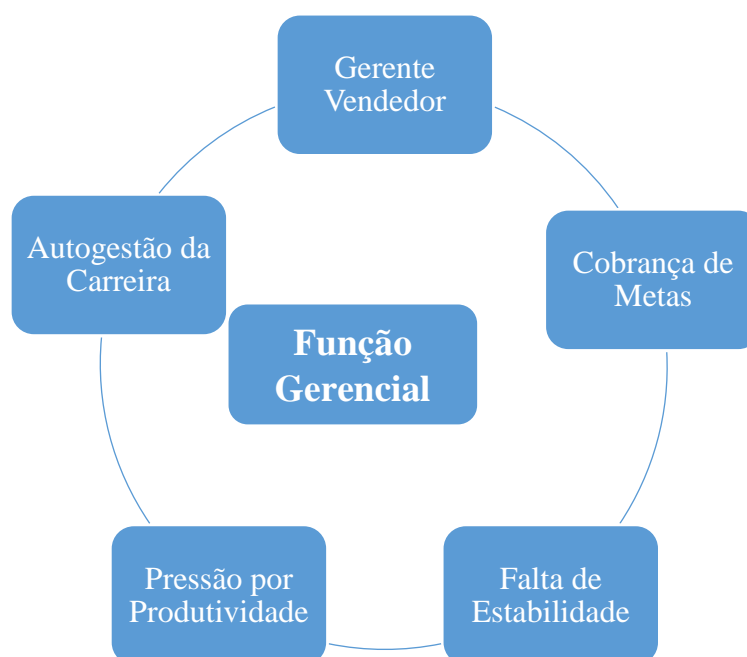 Gerente
Vendedor
Autogestão da
Carreira
Cobrança de
Metas
Função
Gerencial
Pressão por
Produtividade
Falta de
Estabilidade